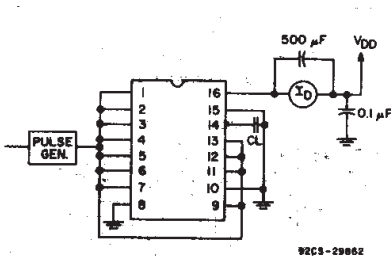 500 µF
VDD
ID
0.1 µF
PULSE
GEN.
1 16
2 15
3 14
CL
4 13
5 12
6 11
7 10
8 9
92CS-29862